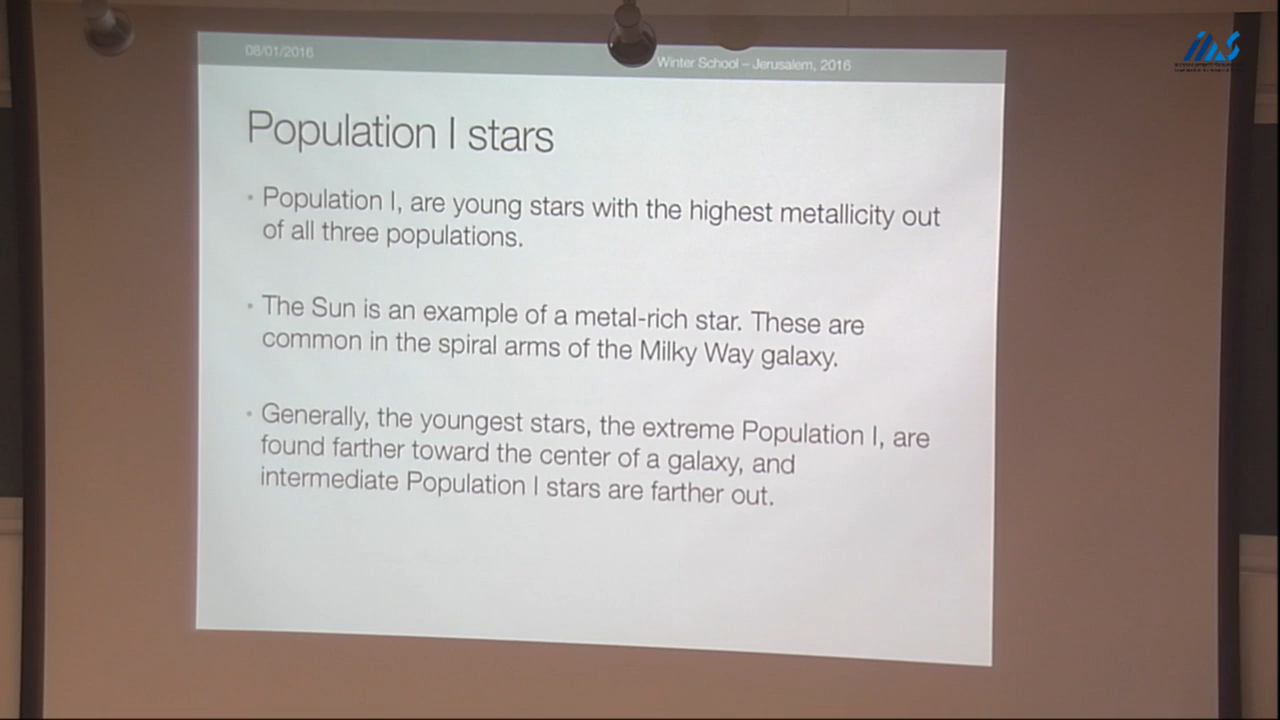 08/01/2016
Winter School – Jerusalem, 2016
Population I stars
• Population I, are young stars with the highest metallicity out
of all three populations.
• The Sun is an example of a metal-rich star. These are
common in the spiral arms of the Milky Way galaxy.
• Generally, the youngest stars, the extreme Population I, are
found farther toward the center of a galaxy, and
intermediate Population I stars are farther out.